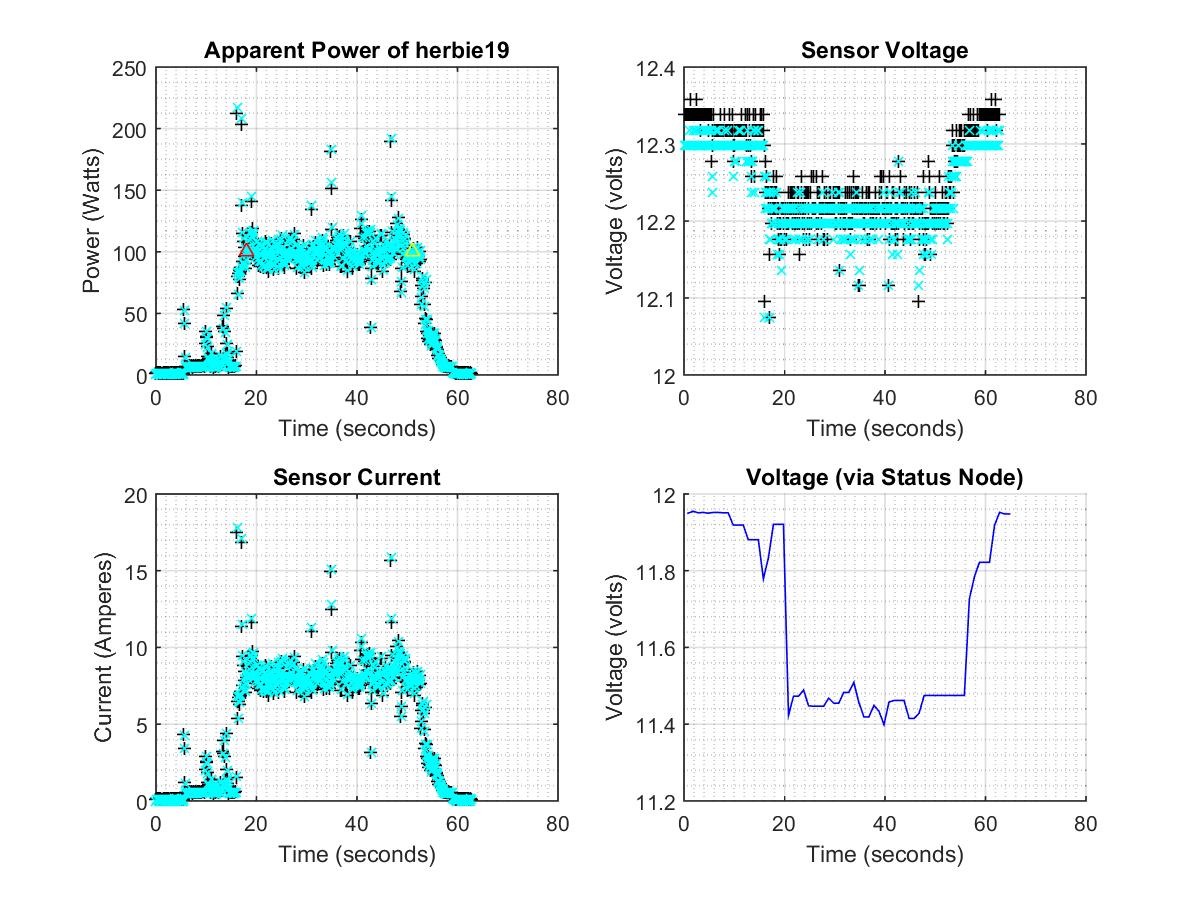 Apparent Power of herbie19
250
200
150
100
50
0
Power (Watts)
0 20 40 60 80
Time (seconds)
Sensor Voltage
12.4
12.3
12.2
12.1
12
Voltage (volts)
0 20 40 60 80
Time (seconds)
Sensor Current
20
15
10
5
0
Current (Amperes)
0 20 40 60 80
Time (seconds)
Voltage (via Status Node)
12
11.8
11.6
11.4
11.2
Voltage (volts)
0 20 40 60 80
Time (seconds)